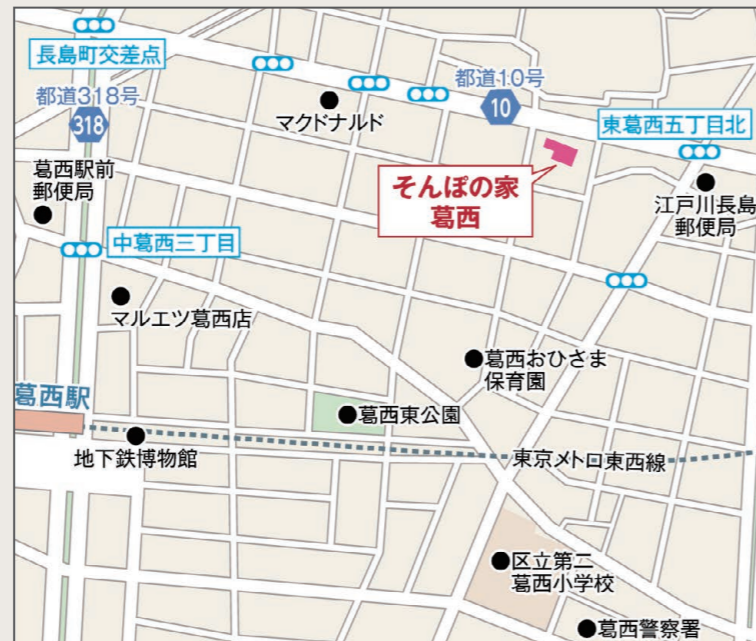 長島町交差点
都道318号
318
マクドナルド
都道10号
10
東葛西五丁目北
葛西駅前
郵便局
そんぽの家
葛西
江戸川長島
郵便局
中葛西三丁目
マルエツ葛西店
葛西おひさま
保育園
葛西駅
葛西東公園
地下鉄博物館
東京メトロ東西線
区立第二
葛西小学校
葛西警察署